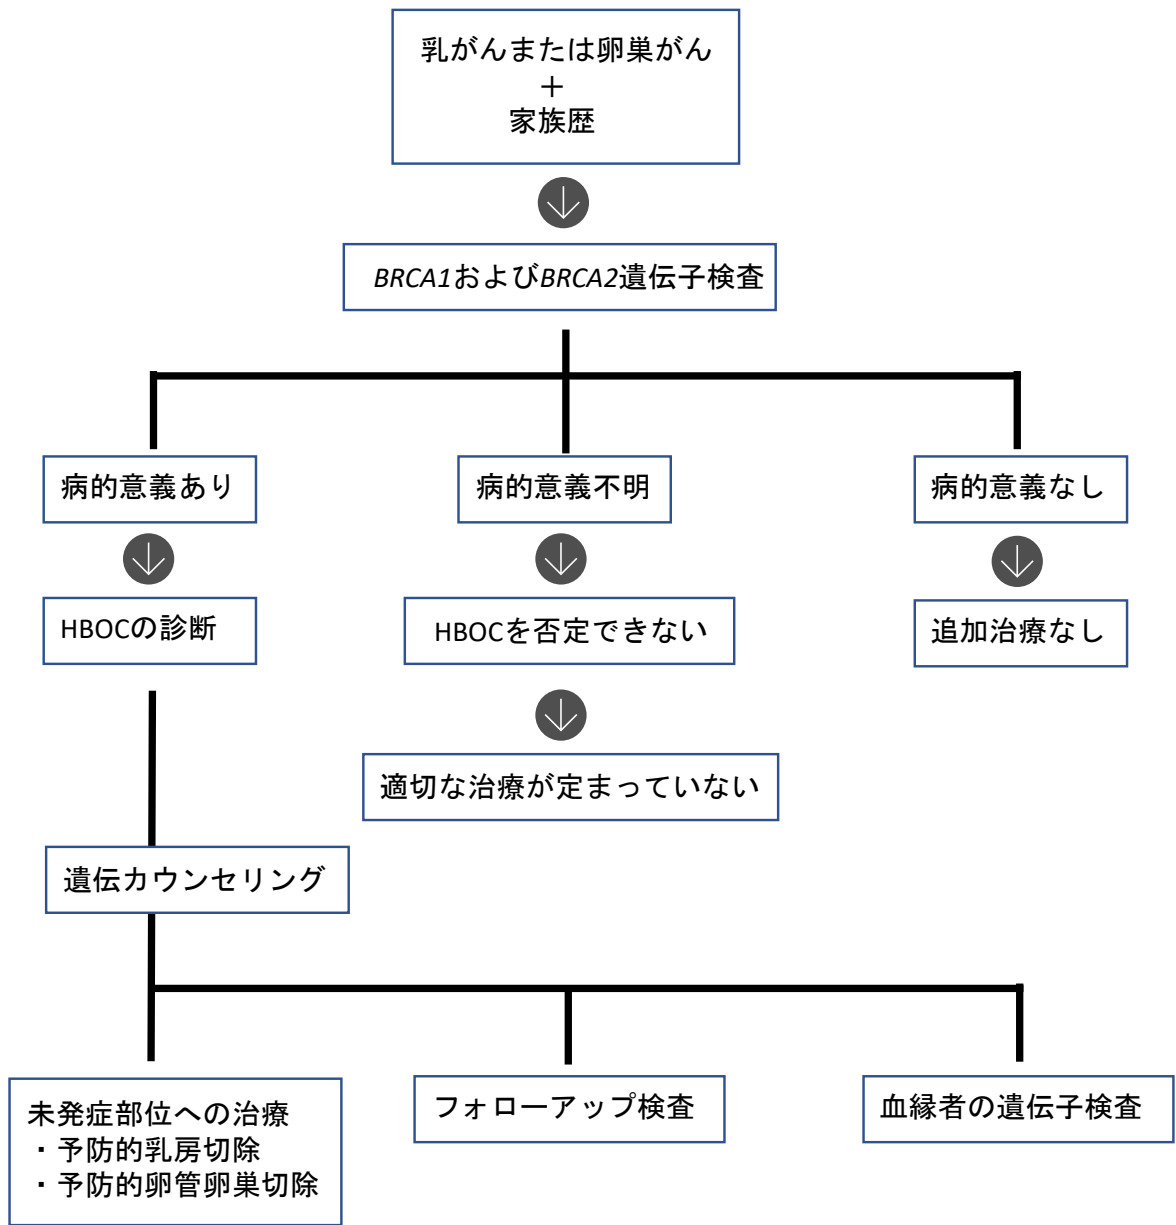 乳がんまたは卵巣がん
＋
家族歴
BRCA1およびBRCA2遺伝子検査
病的意義あり
病的意義不明
病的意義なし
HBOCの診断
HBOCを否定できない
追加治療なし
適切な治療が定まっていない
遺伝カウンセリング
未発症部位への治療
・予防的乳房切除
・予防的卵管卵巣切除
フォローアップ検査
血縁者の遺伝子検査